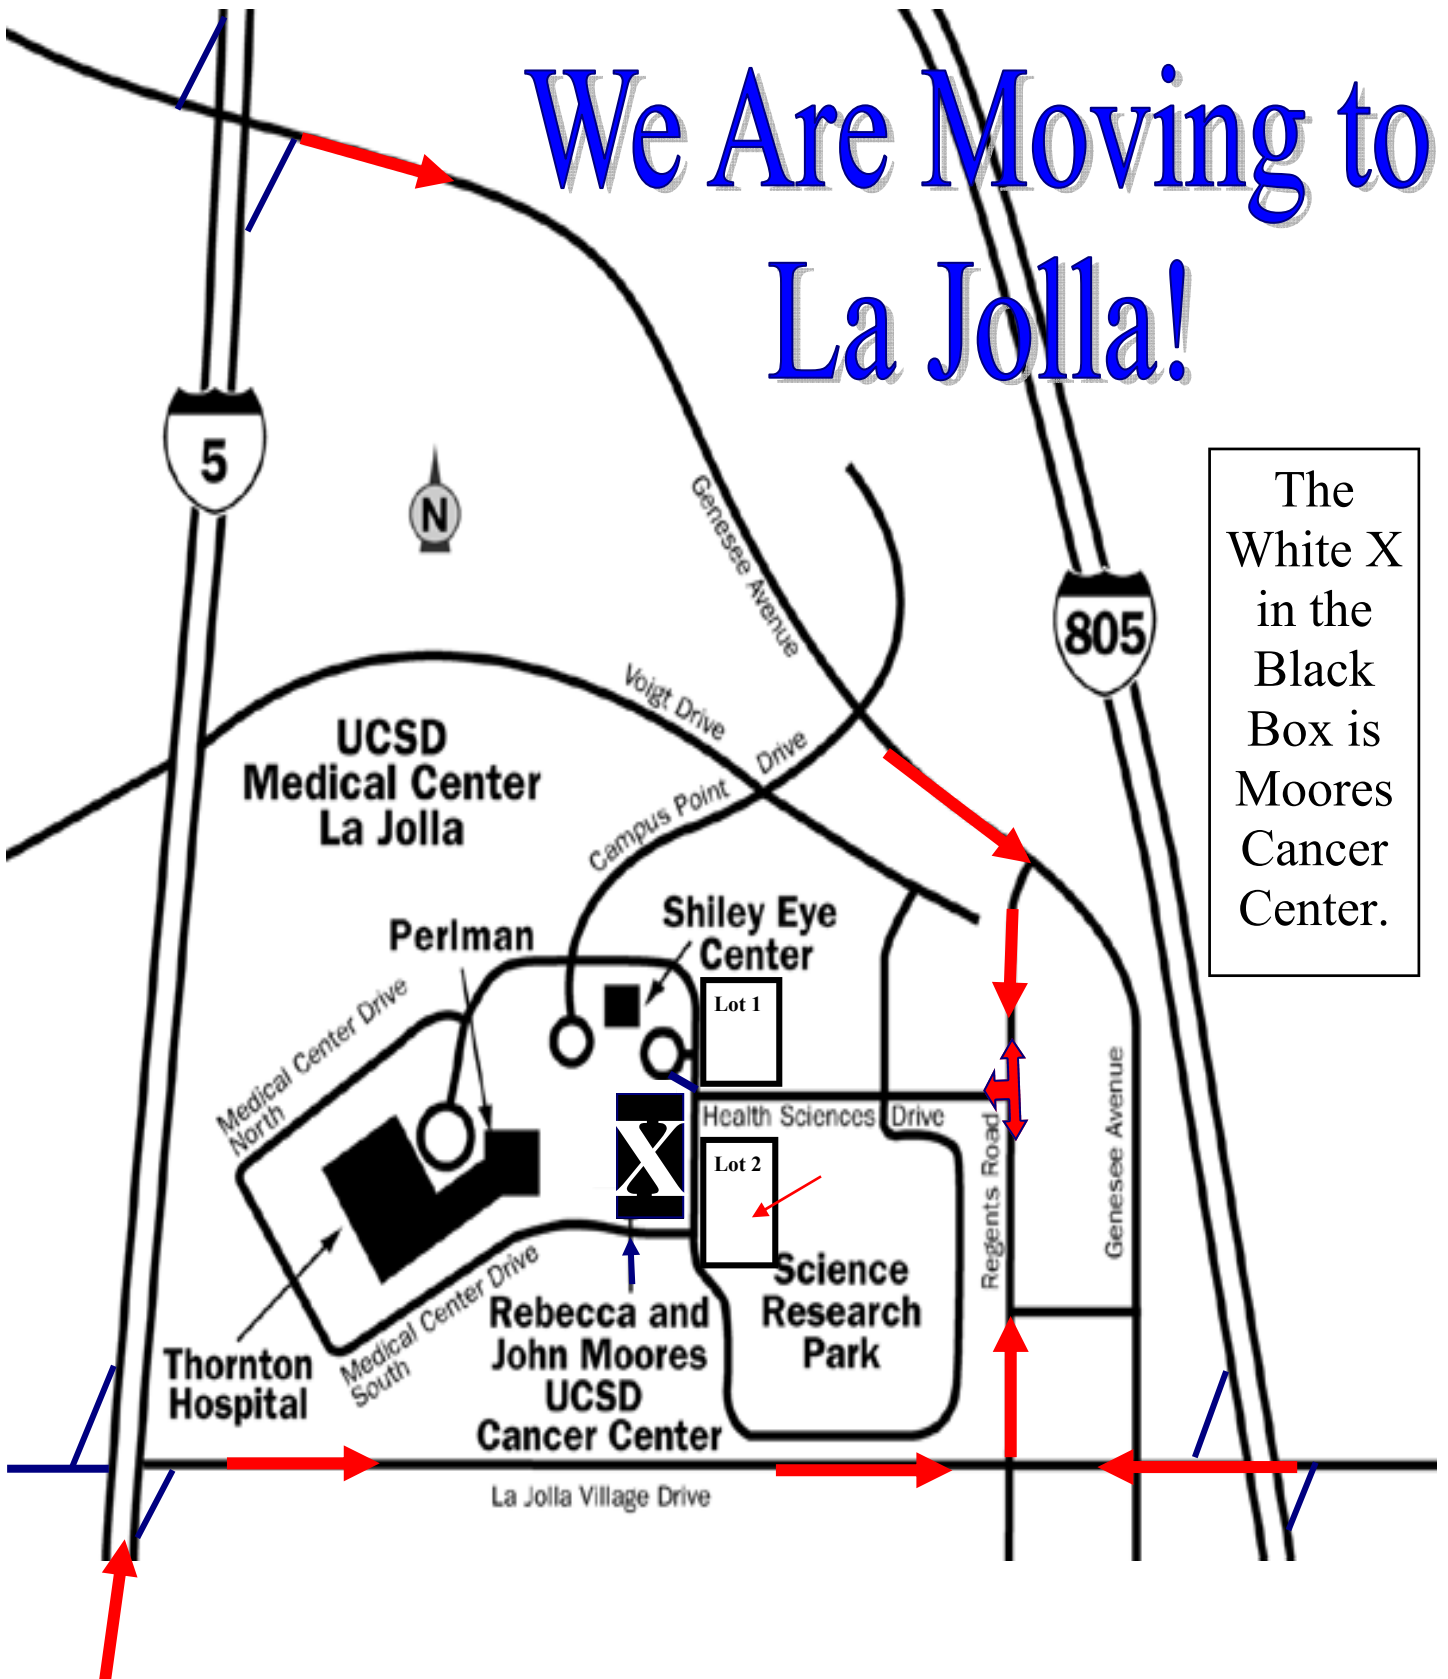 We Are Moving to
La Jolla!
5
N
805
The
White X
in the
Black
Box is
Moores
Cancer
Center.
Genesee Avenue
Voigt Drive
Campus Point Drive
UCSD
Medical Center
La Jolla
Perlman
Shiley Eye
Center
Lot 1
Medical Center Drive
North
X
Health Sciences Drive
Lot 2
Regents Road
Genesee Avenue
Medical Center Drive
South
Thornton
Hospital
Rebecca and
John Moores
UCSD
Cancer Center
Science
Research
Park
La Jolla Village Drive